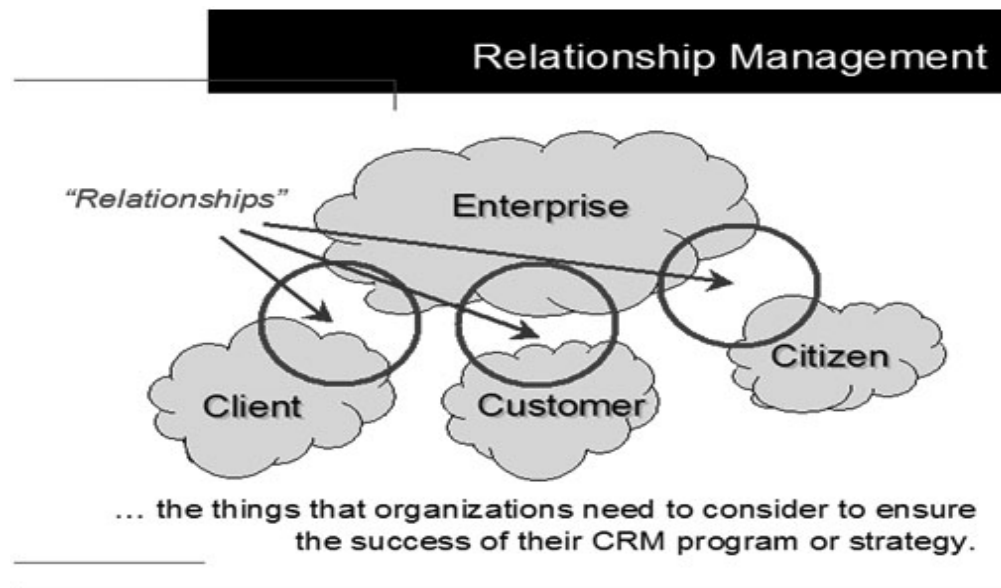 Relationship Management
“Relationships”
Enterprise
Citizen
Client
Customer
... the things that organizations need to consider to ensure
the success of their CRM program or strategy.